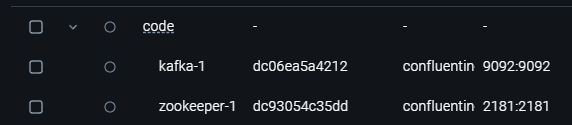 code - - -
kafka-1 dc06ea5a4212 confluentin 9092:9092
zookeeper-1 dc93054c35dd confluentin 2181:2181